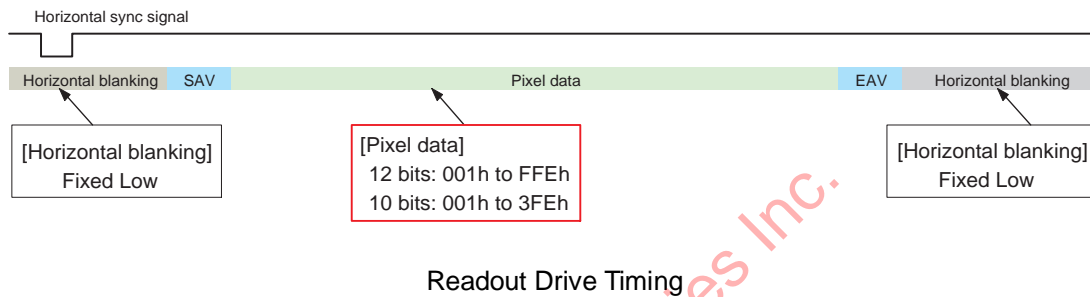 Horizontal sync signal
Horizontal blanking SAV Pixel data EAV Horizontal blanking
[Horizontal blanking]
Fixed Low
[Pixel data]
12 bits: 001h to FFEh
10 bits: 001h to 3FEh
[Horizontal blanking]
Fixed Low
Inc.
Readout Drive Timing